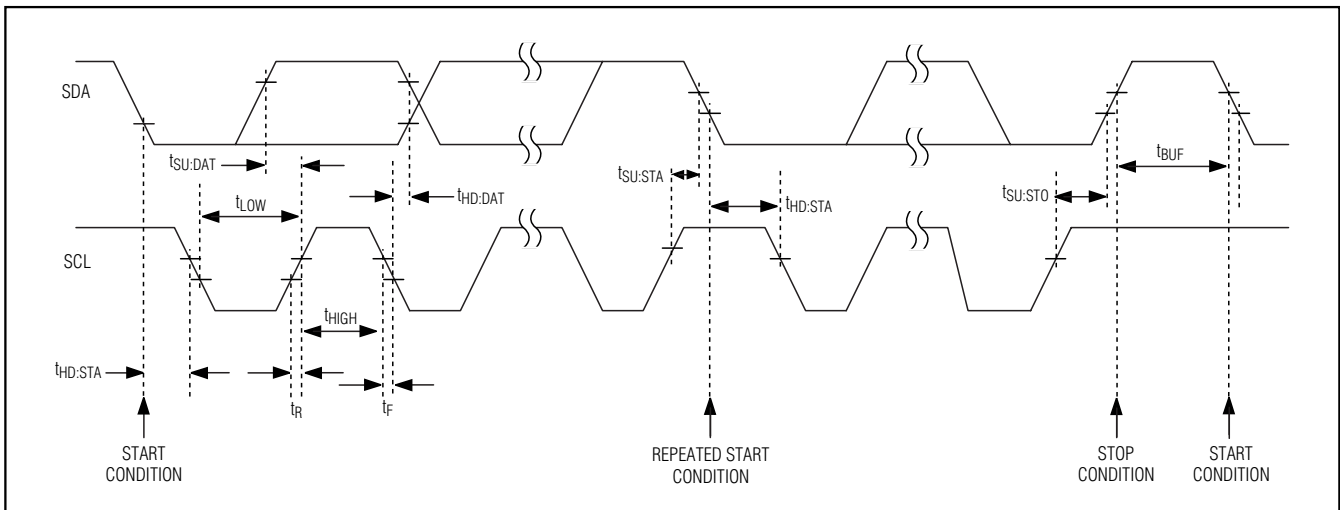 SDA
tSU:DAT
tLOW
tHD:DAT
tSU:STA
tHD:STA
tSU:STO
tBUF
SCL
tHIGH
tHD:STA
tR
tF
START
CONDITION
REPEATED START
CONDITION
STOP
CONDITION
START
CONDITION